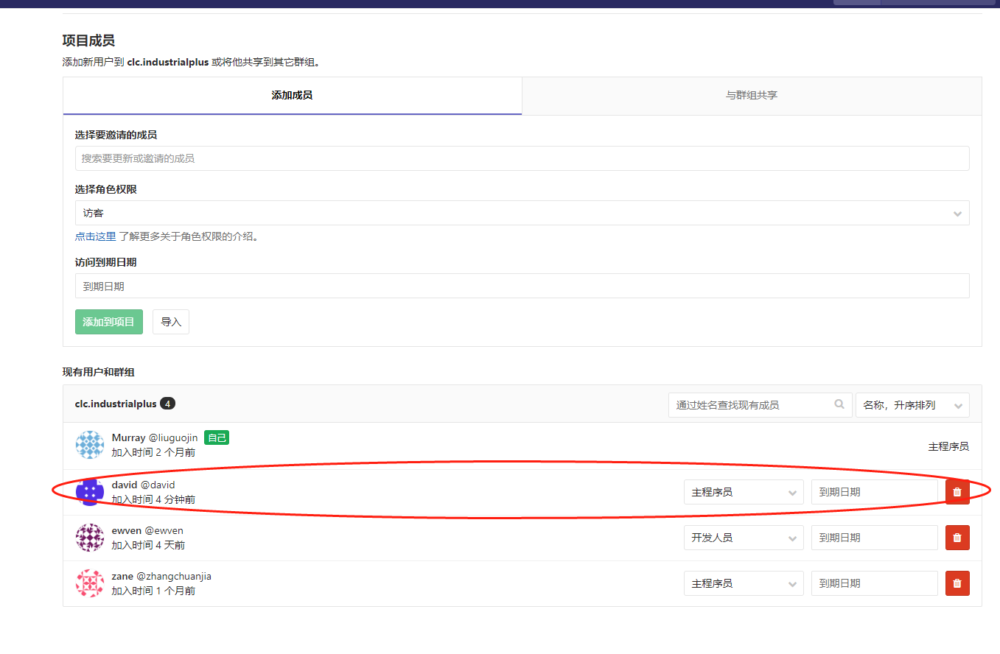 项目成员
添加新用户到 clc.industrialplus 或将他共享到其它群组。
添加成员
与群组共享
选择要邀请的成员
搜索要更新或邀请的成员
选择角色权限
访客
点击这里 了解更多关于角色权限的介绍。
访问到期日期
到期日期
添加到项目 导入
现有用户和群组
clc.industrialplus 4 通过姓名查找现有成员 名称，升序排列
Murray @liuguojin 自己
加入时间 2 个月前
主程序员
david @david
加入时间 4 分钟前
主程序员 到期日期
ewven @ewven
加入时间 4 天前
开发人员 到期日期
zane @zhangchuanjia
加入时间 1 个月前
主程序员 到期日期